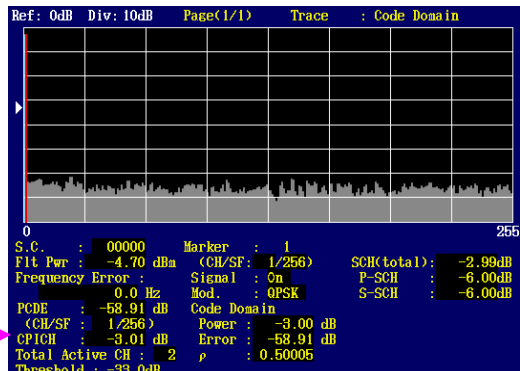 Ref: 0dB Div: 10dB Page(1/1) Trace : Code Domain
0 255
S.C. : 00000 Marker : 1
Flt Pwr : -4.70 dBm (CH/SF: 1/256) SCH(total): -2.99dB
Frequency Error : Signal : On P-SCH : -6.00dB
0.0 Hz Mod. : QPSK S-SCH : -6.00dB
PCDE : -58.91 dB Code Domain
(CH/SF : 1/256) Power : -3.00 dB
CPICH : -3.01 dB Error : -58.91 dB
Total Active CH : 2 ρ : 0.50005
Threshold : -33.0dB